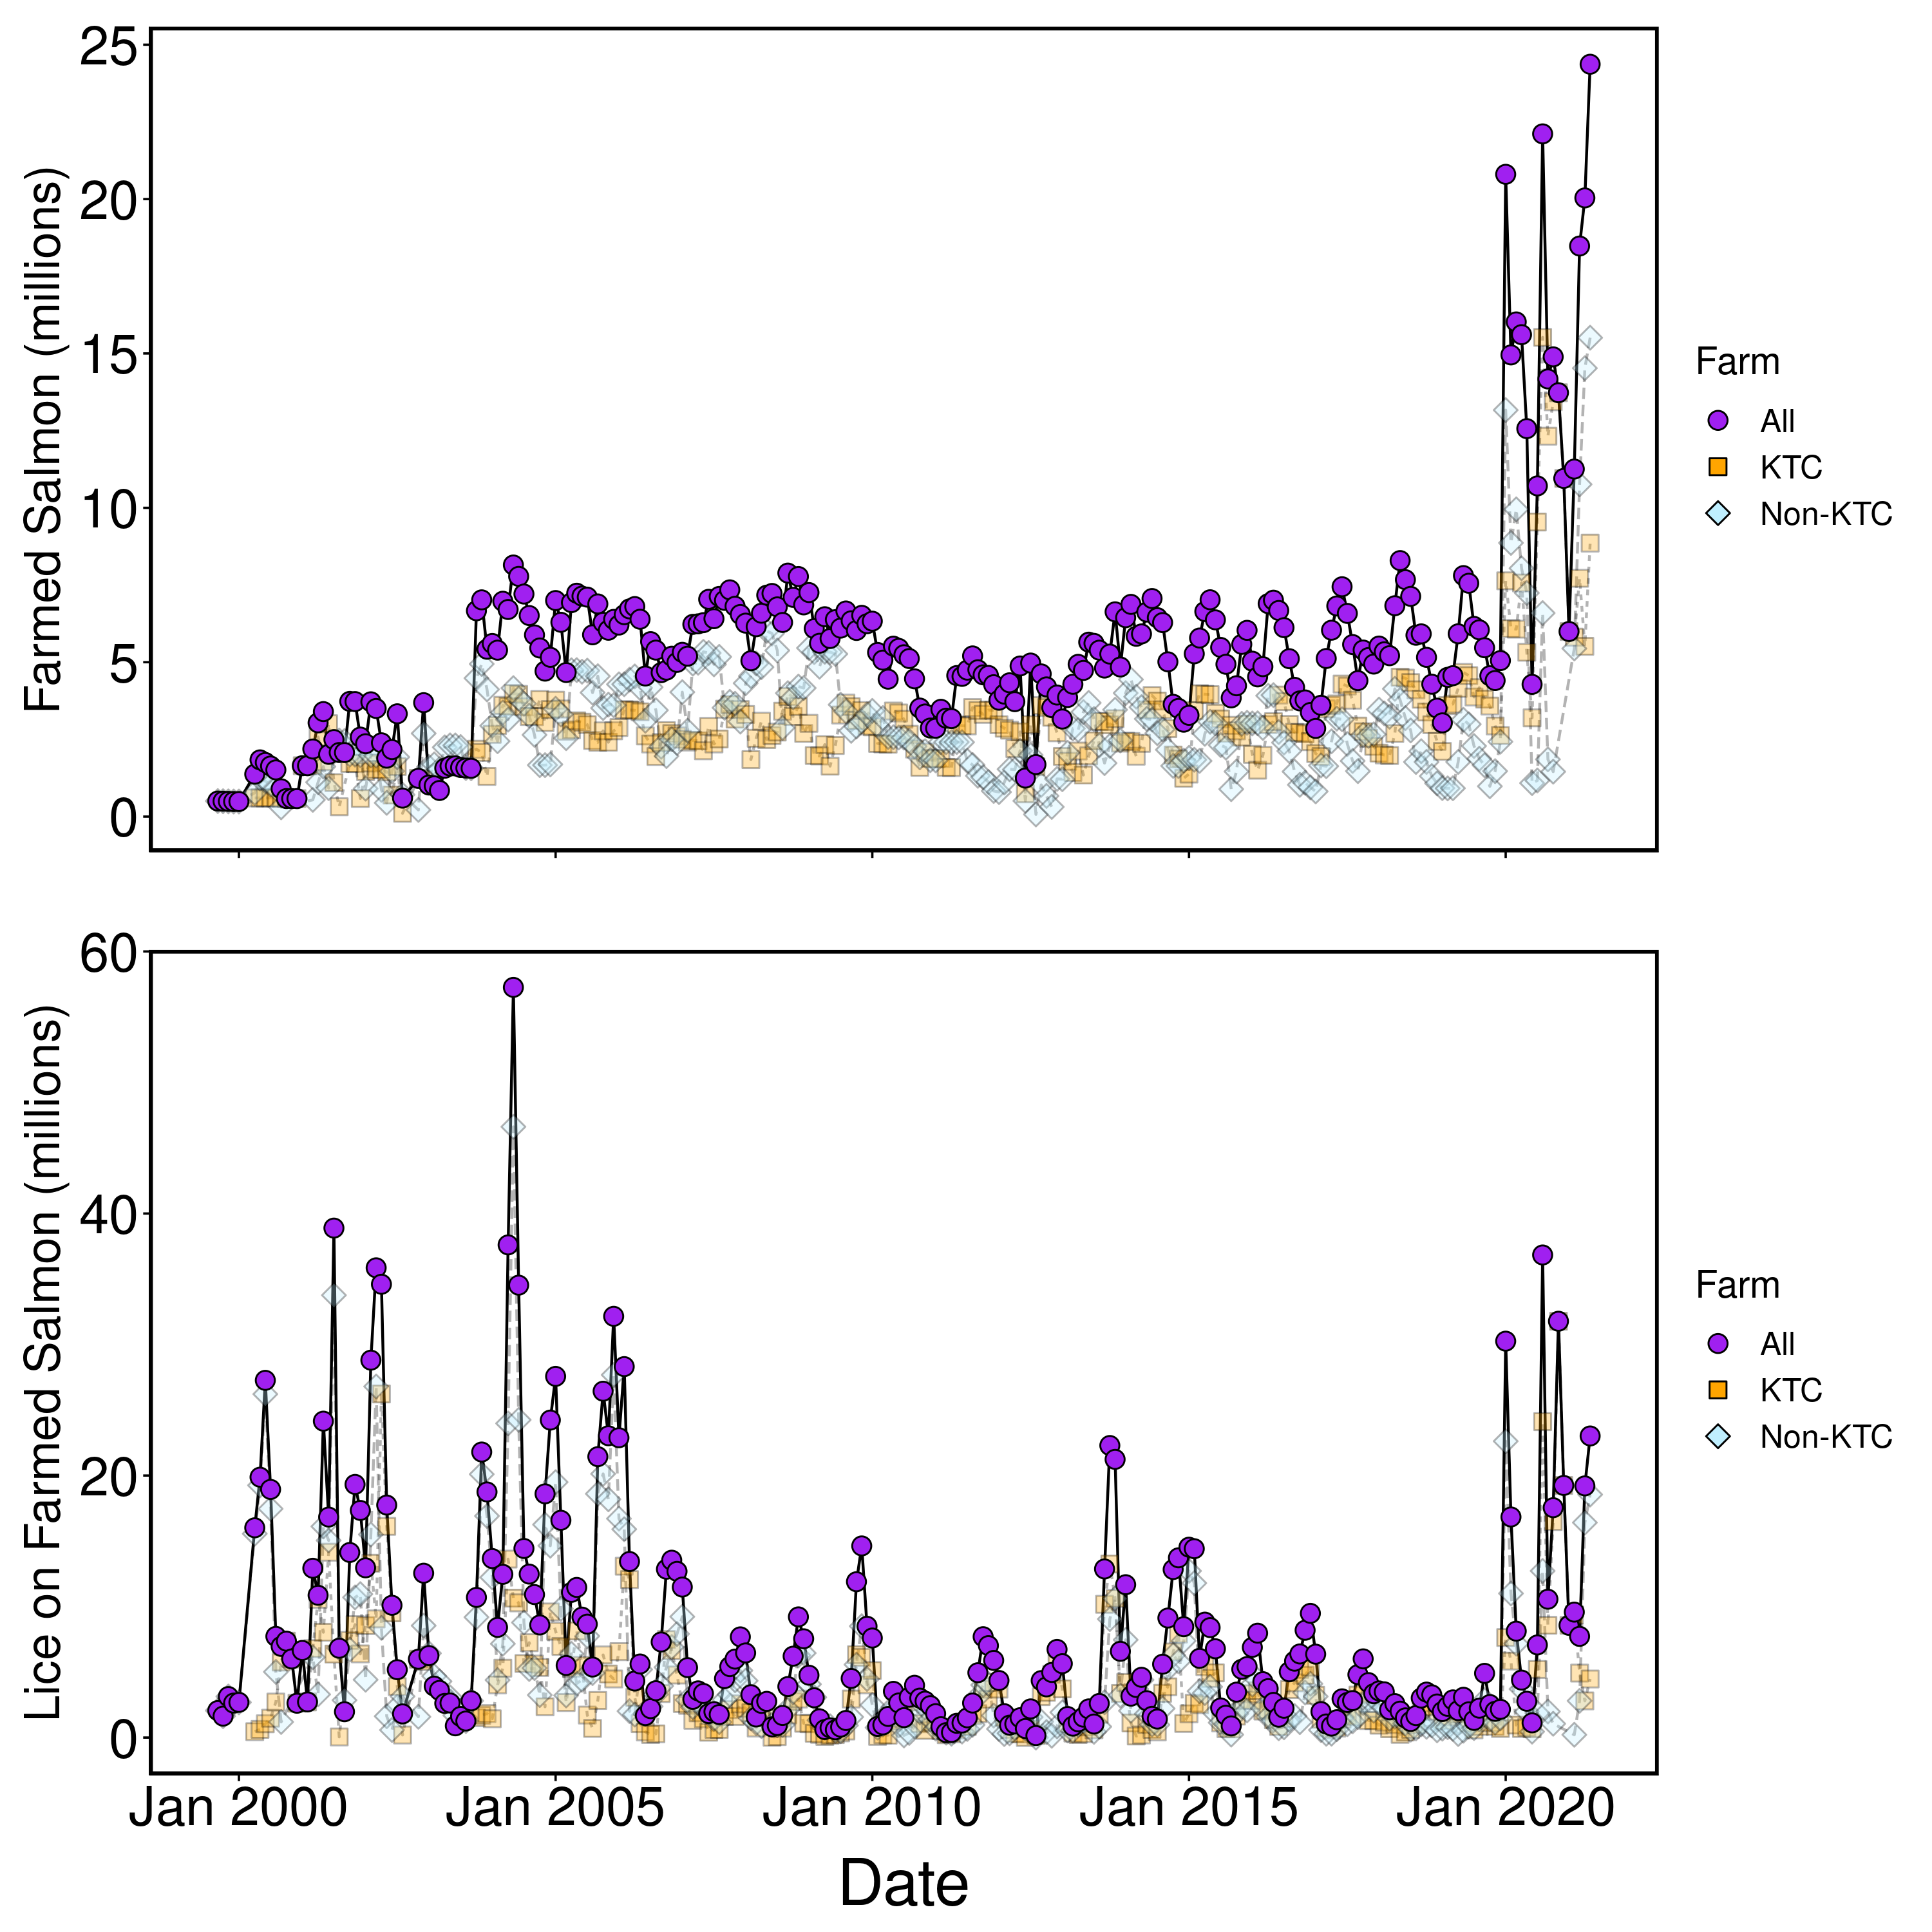 Farmed Salmon (millions)
25
20
15
10
5
0
Farm
All
KTC
Non-KTC
Lice on Farmed Salmon (millions)
60
40
20
0
Farm
All
KTC
Non-KTC
Jan 2000
Jan 2005
Jan 2010
Jan 2015
Jan 2020
Date